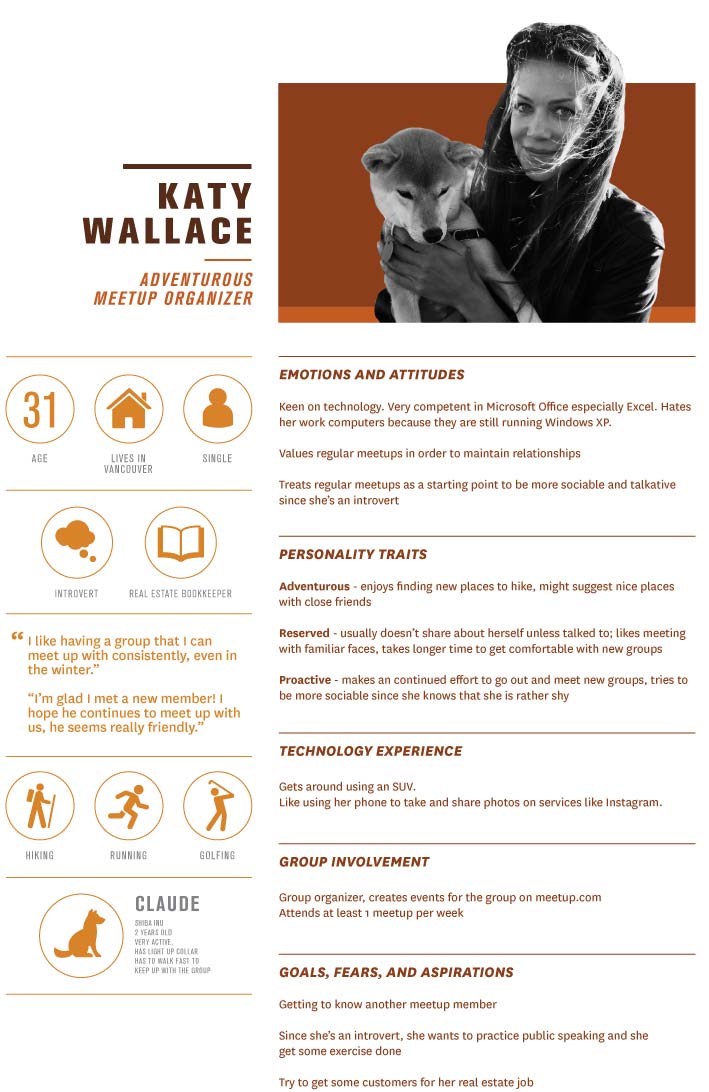 KATY
WALLACE
ADVENTUROUS
MEETUP ORGANIZER
31
AGE
LIVES IN
VANCOUVER
SINGLE
INTROVERT
REAL ESTATE BOOKKEEPER
“ I like having a group that I can
meet up with consistently, even in
the winter.”
“I’m glad I met a new member! I
hope he continues to meet up with
us, he seems really friendly.”
HIKING
RUNNING
GOLFING
CLAUDE
SHIBA INU
2 YEARS OLD
VERY ACTIVE,
HAS LIGHT UP COLLAR
HAS TO WALK FAST TO
KEEP UP WITH THE GROUP
EMOTIONS AND ATTITUDES
Keen on technology. Very competent in Microsoft Office especially Excel. Hates
her work computers because they are still running Windows XP.
Values regular meetups in order to maintain relationships
Treats regular meetups as a starting point to be more sociable and talkative
since she’s an introvert
PERSONALITY TRAITS
Adventurous - enjoys finding new places to hike, might suggest nice places
with close friends
Reserved - usually doesn’t share about herself unless talked to; likes meeting
with familiar faces, takes longer time to get comfortable with new groups
Proactive - makes an continued effort to go out and meet new groups, tries to
be more sociable since she knows that she is rather shy
TECHNOLOGY EXPERIENCE
Gets around using an SUV.
Like using her phone to take and share photos on services like Instagram.
GROUP INVOLVEMENT
Group organizer, creates events for the group on meetup.com
Attends at least 1 meetup per week
GOALS, FEARS, AND ASPIRATIONS
Getting to know another meetup member
Since she’s an introvert, she wants to practice public speaking and she
get some exercise done
Try to get some customers for her real estate job